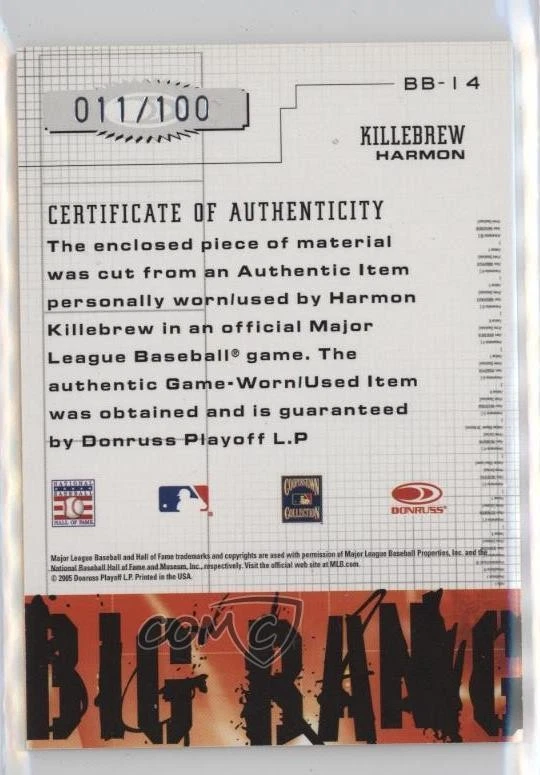 011/100
BB-14
KILLEBREW
HARMON
CERTIFICATE OF AUTHENTICITY
The enclosed piece of material
was cut from an Authentic Item
personally worn/used by Harmon
Killebrew in an official Major
League Baseball® game. The
authentic Game-Worn/Used Item
was obtained and is guaranteed
by Donruss Playoff L.P
NATIONAL
BASEBALL
HALL OF FAME
COOPERSTOWN
COLLECTION
DONRUSS
Major League Baseball and Hall of Fame trademarks and copyrights are used with permission of Major League Baseball Properties, Inc. and the
National Baseball Hall of Fame and Museum, Inc., respectively. Visit the official web site at MLB.com.
© 2005 Donruss Playoff L.P. Printed in the USA.
BIG BANG
COMC